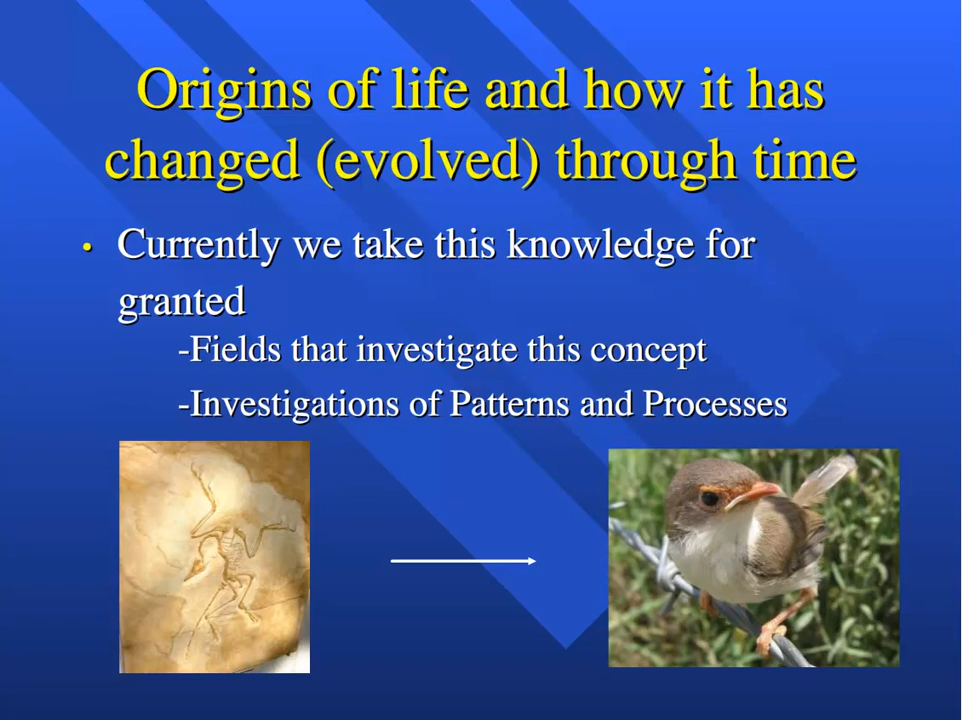 Origins of life and how it has
changed (evolved) through time
• Currently we take this knowledge for
granted
-Fields that investigate this concept
-Investigations of Patterns and Processes